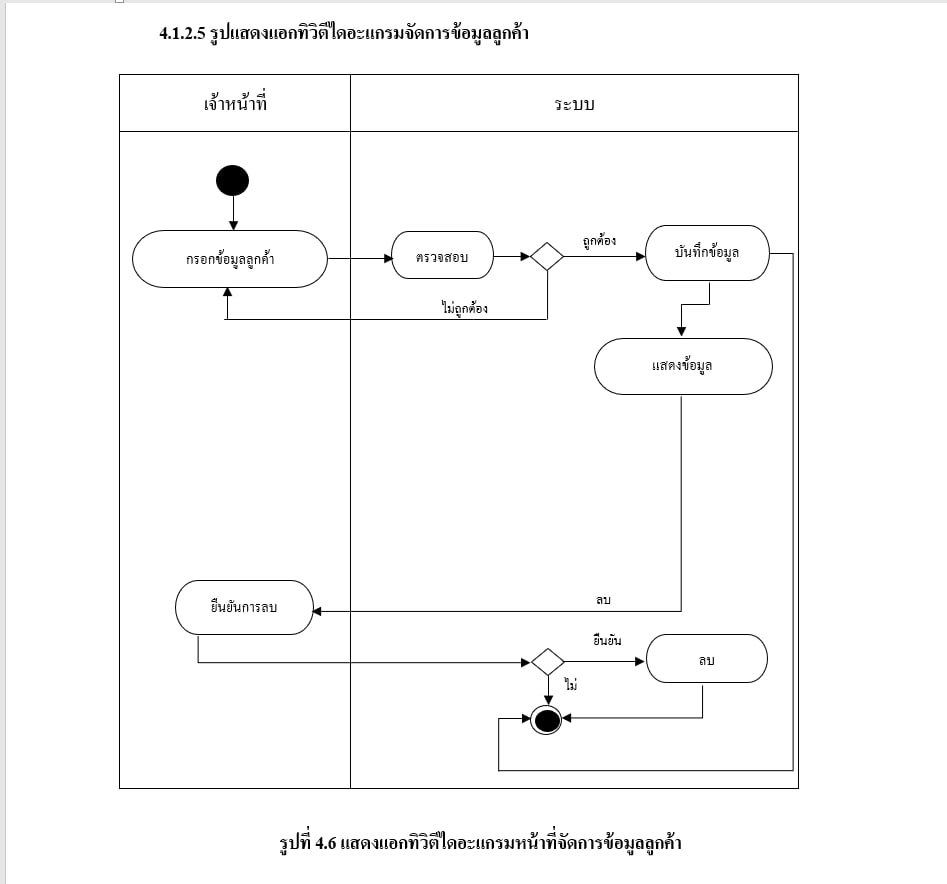 4.1.2.5 รูปแสดงแอกทิวิตีไดอะแกรมจัดการข้อมูลลูกค้า
เจ้าหน้าที่
ระบบ
กรอกข้อมูลลูกค้า
ตรวจสอบ
ถูกต้อง
บันทึกข้อมูล
ไม่ถูกต้อง
แสดงข้อมูล
ยืนยันการลบ
ลบ
ยืนยัน
ลบ
ไม่
รูปที่ 4.6 แสดงแอกทิวิตีไดอะแกรมหน้าที่จัดการข้อมูลลูกค้า